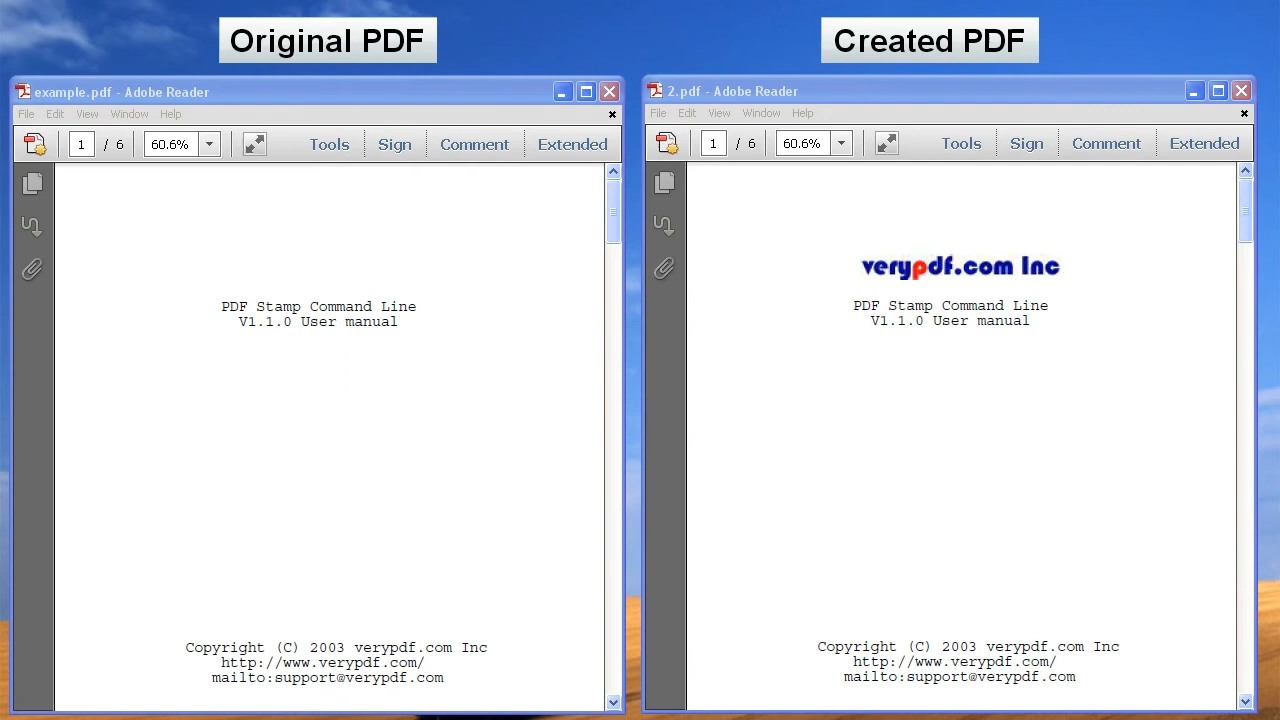 Original PDF
example.pdf - Adobe Reader
File Edit View Window Help
1 / 6 60.6% Tools Sign Comment Extended
PDF Stamp Command Line
V1.1.0 User manual
Copyright (C) 2003 verypdf.com Inc
http://www.verypdf.com/
mailto:support@verypdf.com
Created PDF
2.pdf - Adobe Reader
File Edit View Window Help
1 / 6 60.6% Tools Sign Comment Extended
verypdf.com Inc
PDF Stamp Command Line
V1.1.0 User manual
Copyright (C) 2003 verypdf.com Inc
http://www.verypdf.com/
mailto:support@verypdf.com